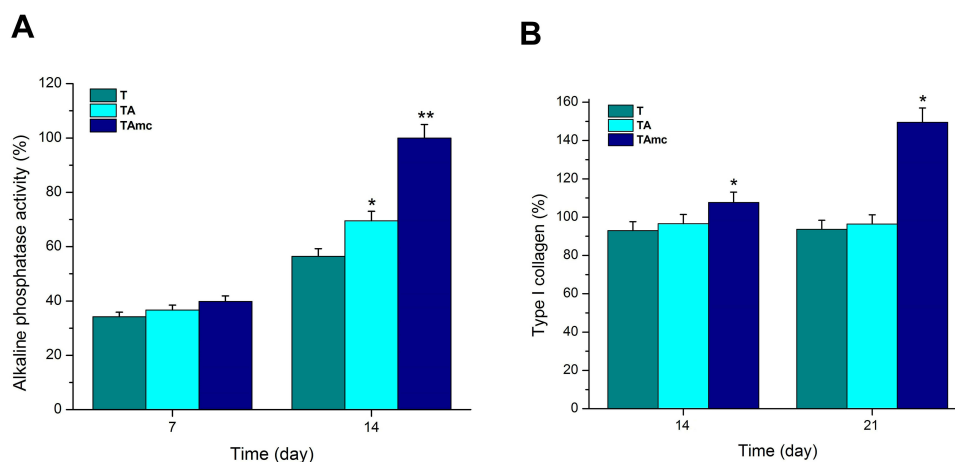 A
Alkaline phosphatase activity (%)
120
100
80
60
40
20
0
T
TA
TAmc
*
**
7
14
Time (day)
B
Type I collagen (%)
160
140
120
100
80
60
40
20
0
T
TA
TAmc
*
*
14
21
Time (day)